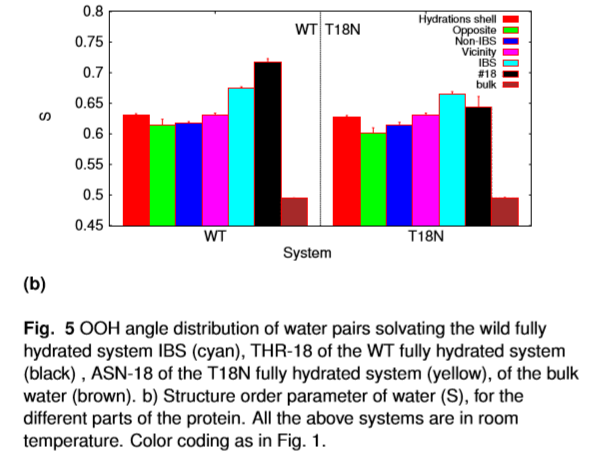 0.8
0.75
0.7
0.65
0.6
0.55
0.5
0.45
S
WT T18N
Hydrations shell
Opposite
Non-IBS
Vicinity
IBS
#18
bulk
WT T18N
System
(b)
Fig. 5 OOH angle distribution of water pairs solvating the wild fully
hydrated system IBS (cyan), THR-18 of the WT fully hydrated system
(black) , ASN-18 of the T18N fully hydrated system (yellow), of the bulk
water (brown). b) Structure order parameter of water (S), for the
different parts of the protein. All the above systems are in room
temperature. Color coding as in Fig. 1.